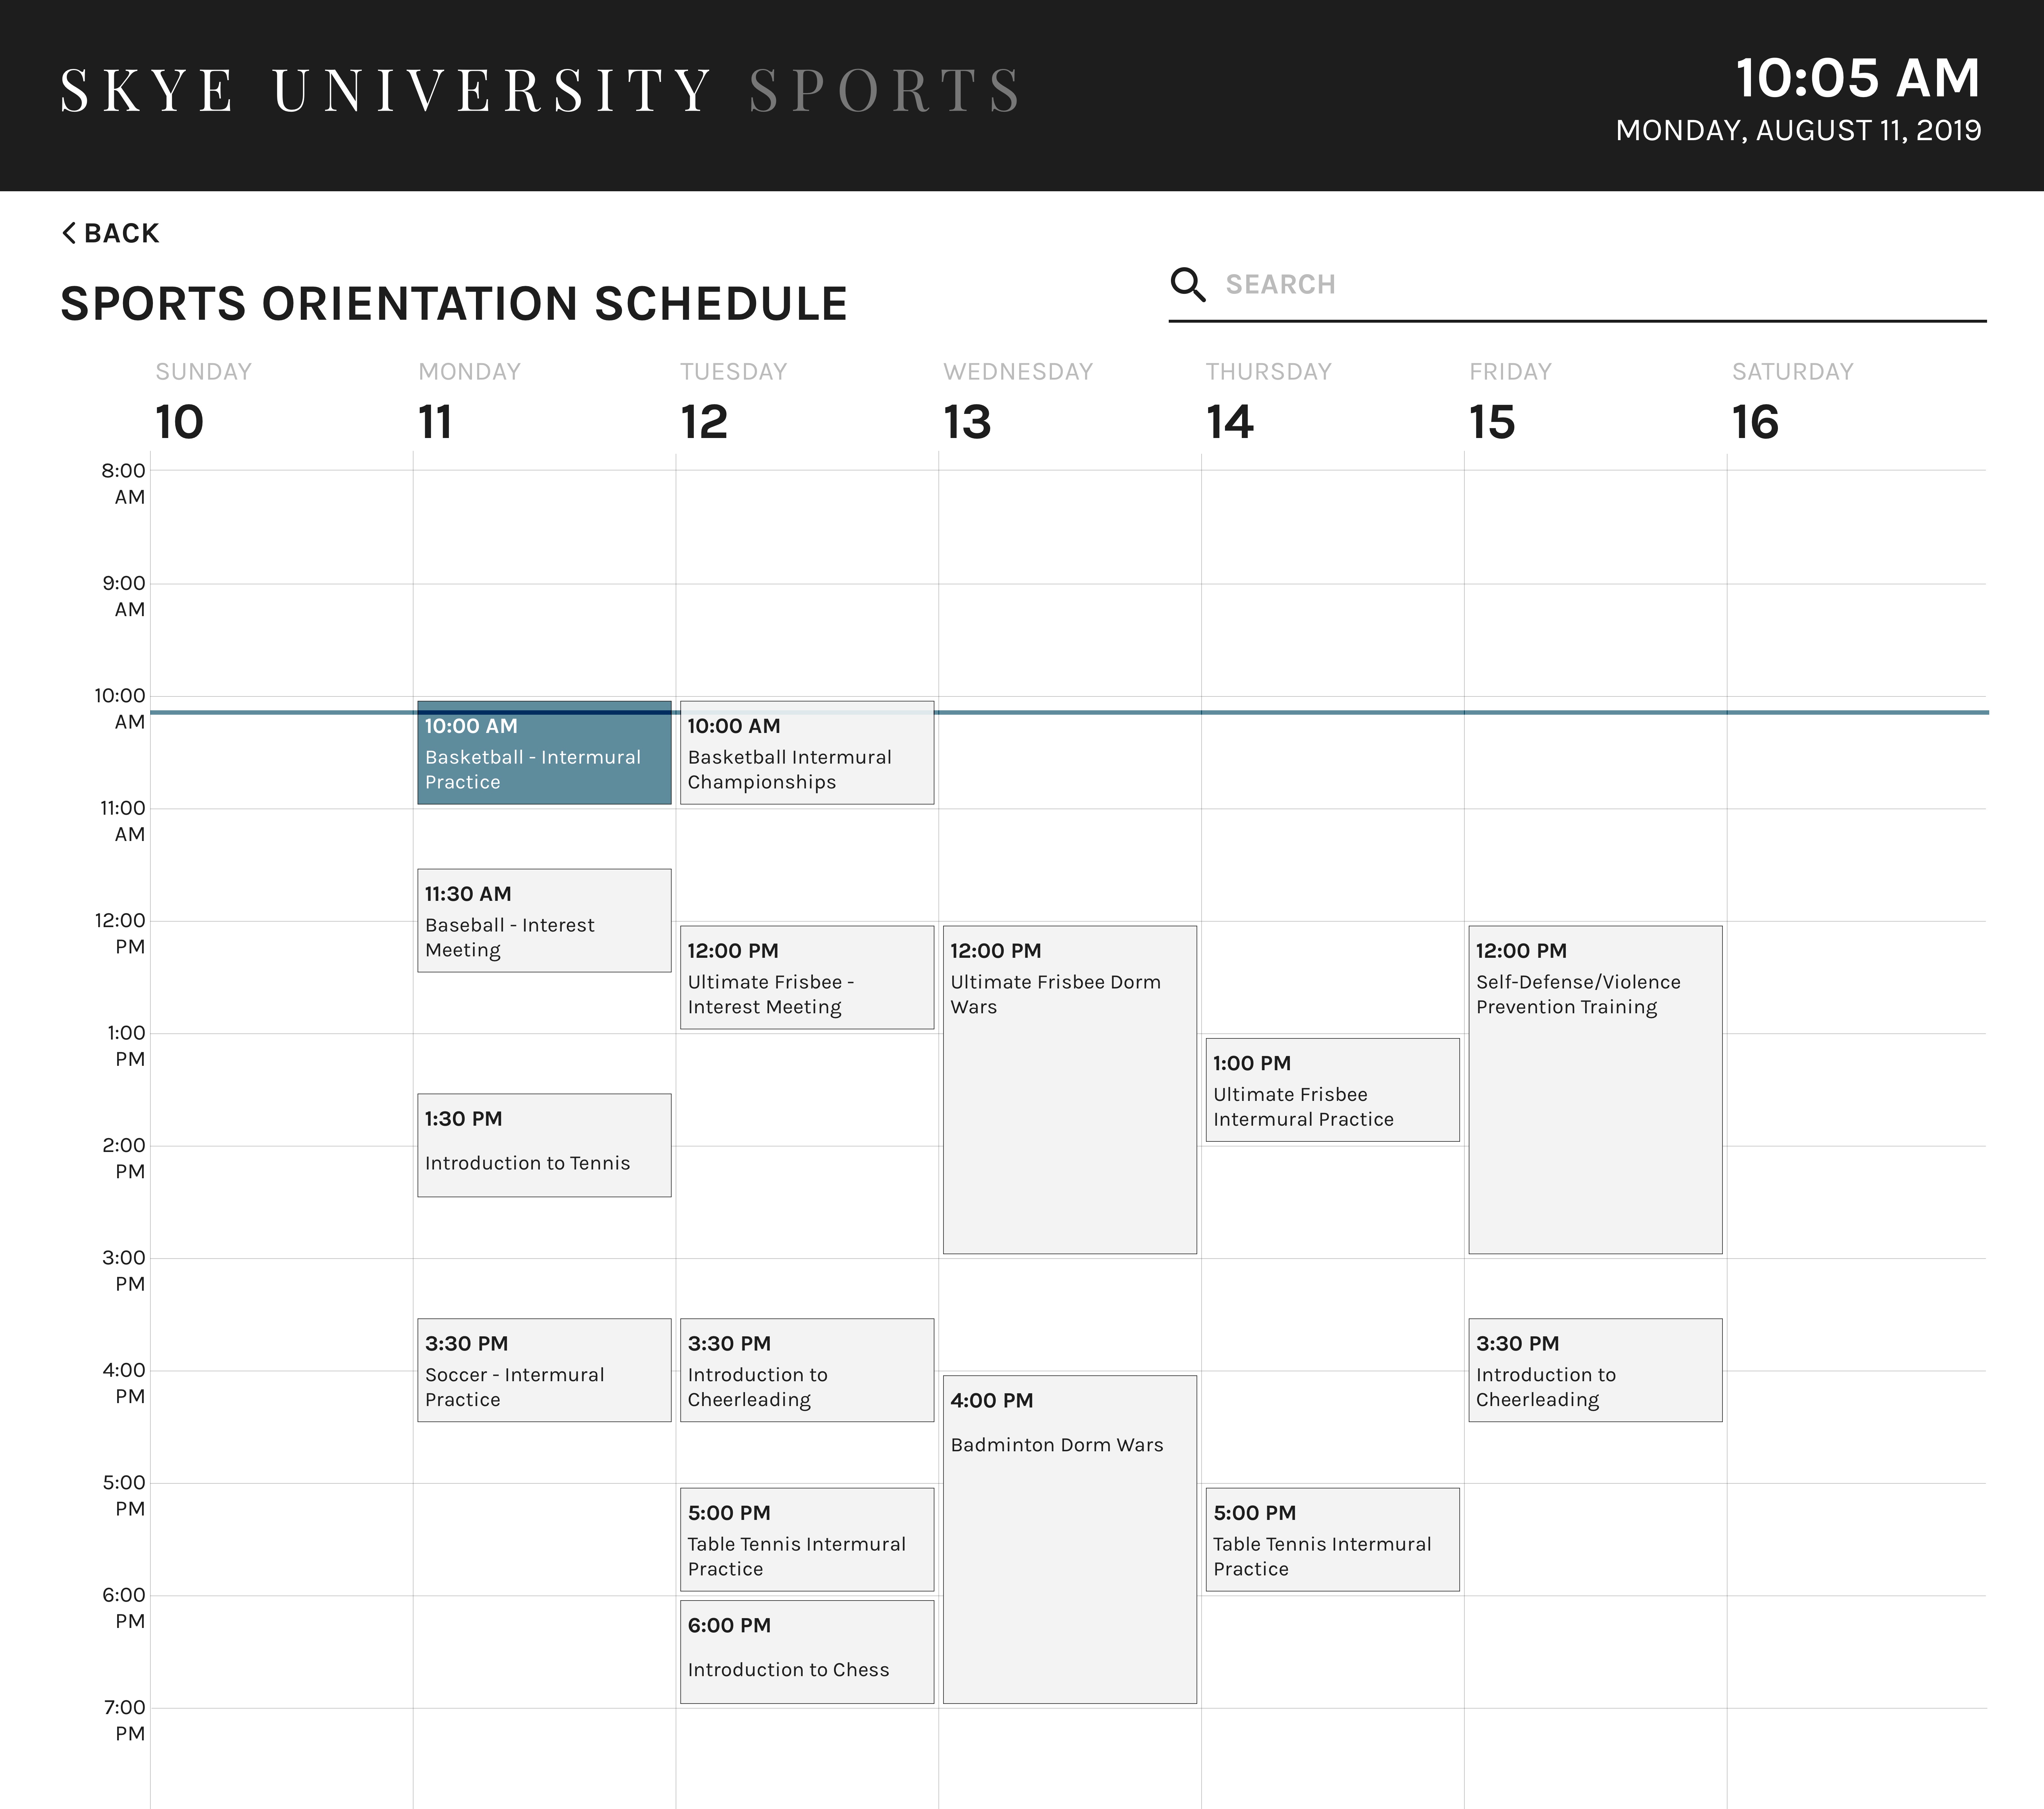 SKYE UNIVERSITY SPORTS
10:05 AM
MONDAY, AUGUST 11, 2019
BACK
SPORTS ORIENTATION SCHEDULE
SEARCH
SUNDAY MONDAY TUESDAY WEDNESDAY THURSDAY FRIDAY SATURDAY
10 11 12 13 14 15 16
8:00
AM
9:00
AM
10:00
AM
10:00 AM
Basketball - Intermural
Practice
10:00 AM
Basketball Intermural
Championships
11:00
AM
11:30 AM
Baseball - Interest
Meeting
12:00
PM
12:00 PM
Ultimate Frisbee -
Interest Meeting
12:00 PM
Ultimate Frisbee Dorm
Wars
12:00 PM
Self-Defense/Violence
Prevention Training
1:00
PM
1:00 PM
Ultimate Frisbee
Intermural Practice
1:30 PM
Introduction to Tennis
2:00
PM
3:00
PM
3:30 PM
Soccer - Intermural
Practice
3:30 PM
Introduction to
Cheerleading
3:30 PM
Introduction to
Cheerleading
4:00
PM
4:00 PM
Badminton Dorm Wars
5:00
PM
5:00 PM
Table Tennis Intermural
Practice
5:00 PM
Table Tennis Intermural
Practice
6:00
PM
6:00 PM
Introduction to Chess
7:00
PM